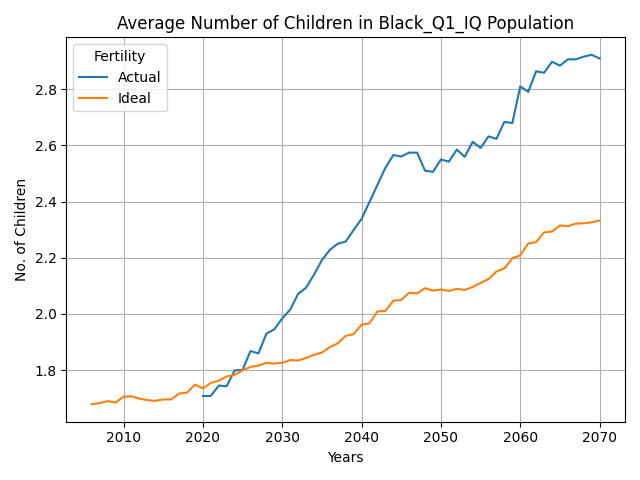 Average Number of Children in Black_Q1_IQ Population
Fertility
Actual
Ideal
No. of Children
2.8
2.6
2.4
2.2
2.0
1.8
2010 2020 2030 2040 2050 2060 2070
Years